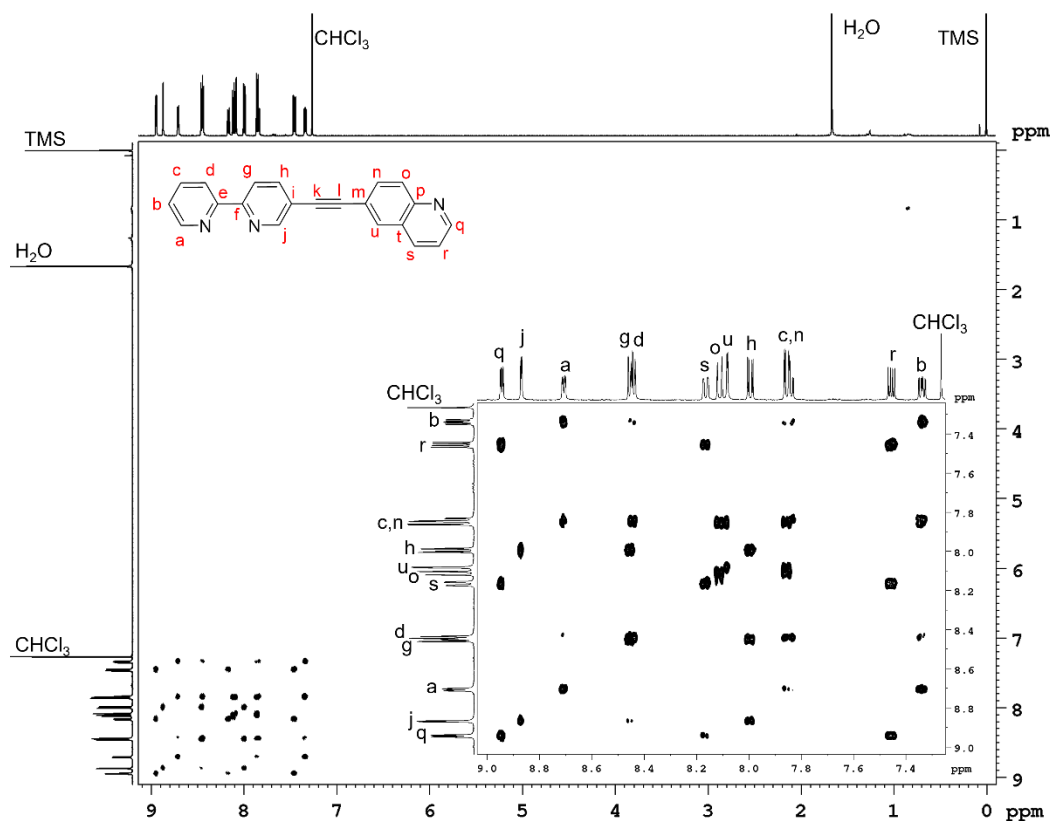 CHCl3
H2O
TMS
ppm
TMS
H2O
CHCl3
c d g h n o
b e f i k l m p N q
a N N j u t s r
q j a g d s o u h c,n r b CHCl3
ppm
CHCl3
b
r
c,n
h
u
o
s
d
g
a
j
q
7.4
7.6
7.8
8.0
8.2
8.4
8.6
8.8
9.0
9.0 8.8 8.6 8.4 8.2 8.0 7.8 7.6 7.4 ppm
1
2
3
4
5
6
7
8
9
9 8 7 6 5 4 3 2 1 0 ppm